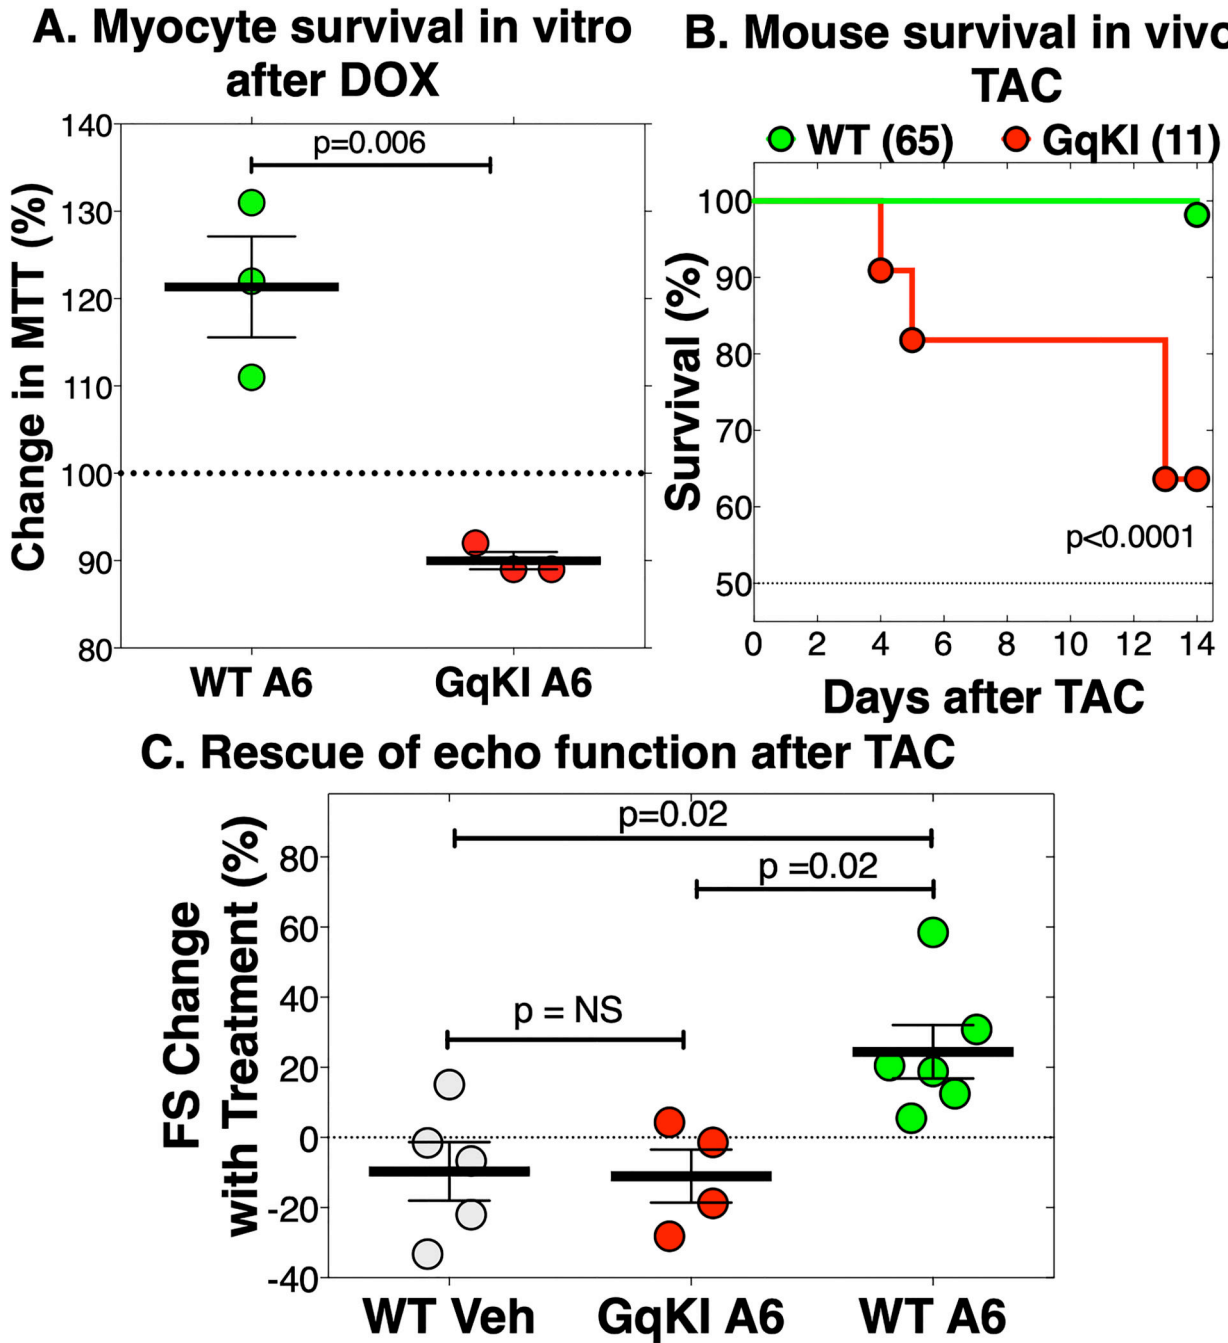 A. Myocyte survival in vitro
after DOX
Change in MTT (%)
140
130
120
110
100
90
80
p=0.006
WT A6
GqKI A6
B. Mouse survival in vivo
TAC
WT (65)
GqKI (11)
Survival (%)
100
90
80
70
60
50
p<0.0001
0 2 4 6 8 10 12 14
Days after TAC
C. Rescue of echo function after TAC
FS Change
with Treatment (%)
80
60
40
20
0
-20
-40
p=0.02
p =0.02
p = NS
WT Veh
GqKI A6
WT A6